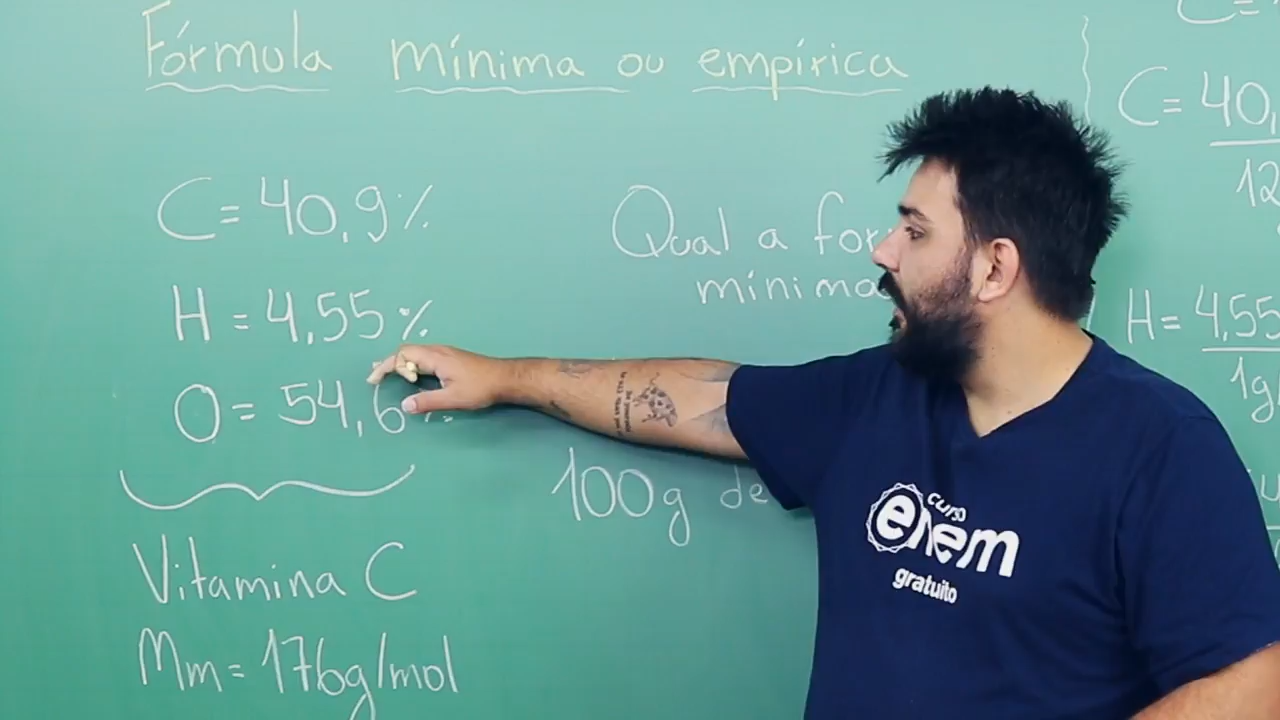 Fórmula mínima ou empírica
C = 40,9%
H = 4,55%
O = 54,6
Vitamina C
Mm = 176g/mol
Qual a for
mínima
100g de
C =
C = 40,
12
H = 4,55
1g
curso
enem
gratuito